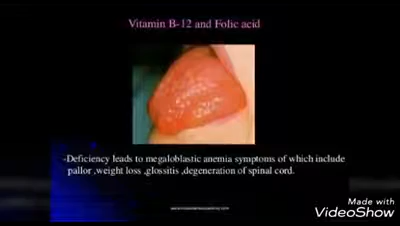 Vitamin B-12 and Folic acid
-Deficiency leads to megaloblastic anemia symptoms of which include
pallor ,weight loss ,glossitis ,degeneration of spinal cord.
Made with
VideoShow